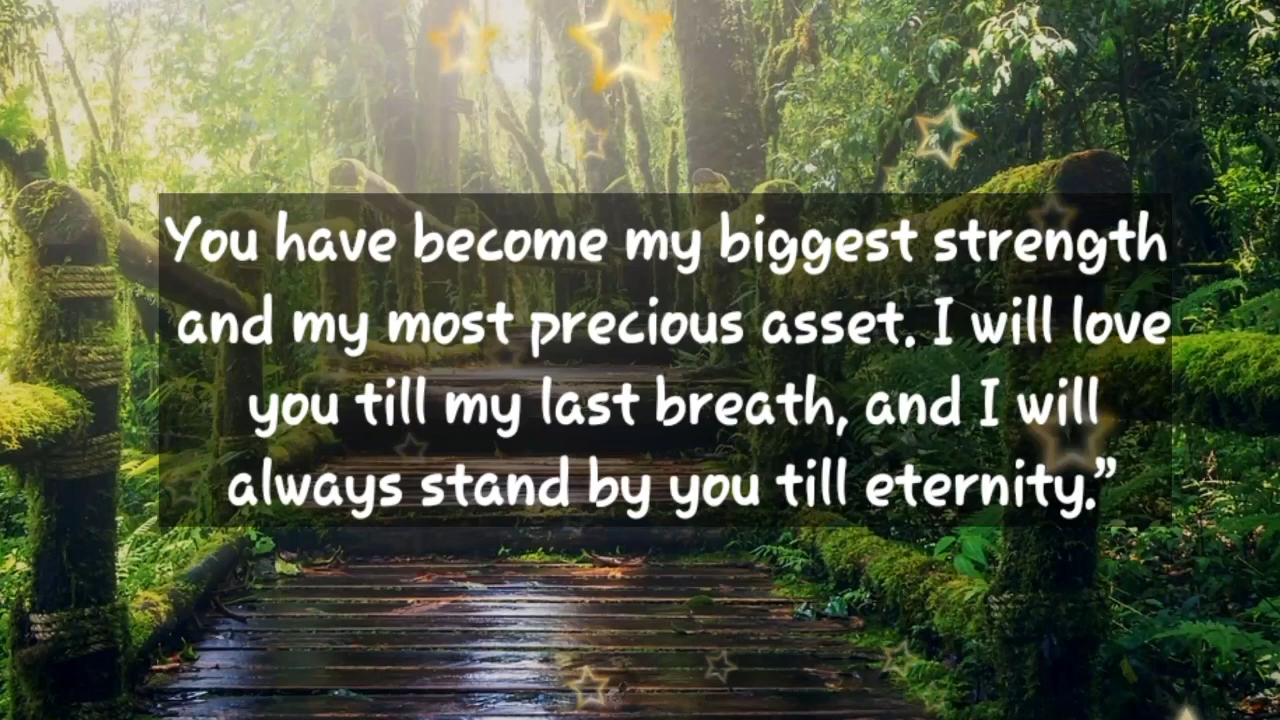 You have become my biggest strength
and my most precious asset. I will love
you till my last breath, and I will
always stand by you till eternity.”